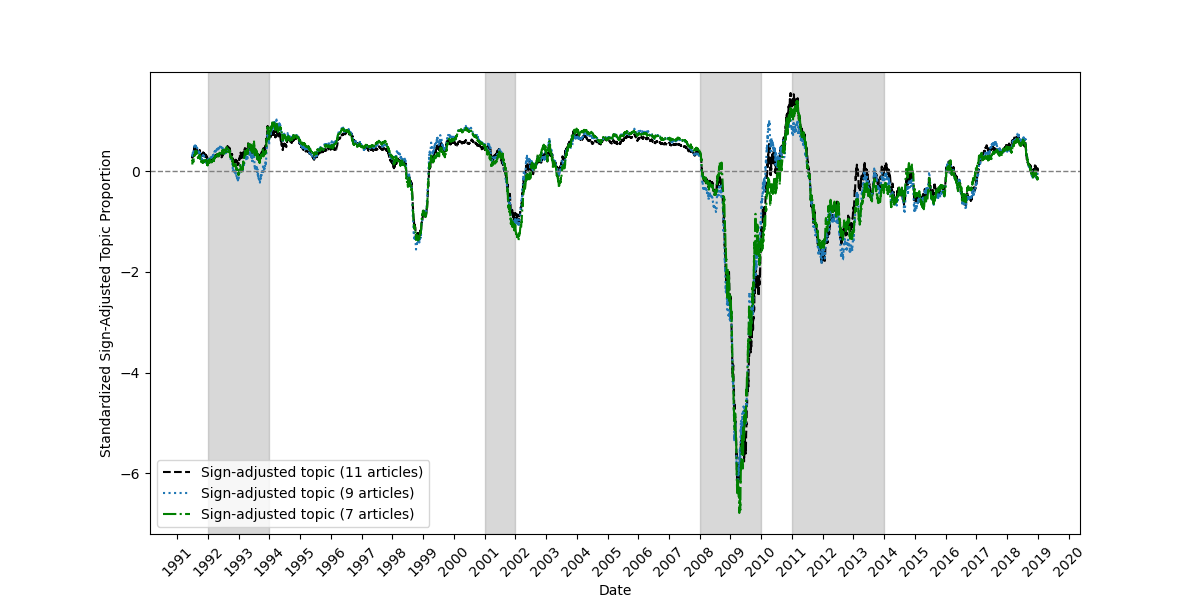 Standardized Sign-Adjusted Topic Proportion
0
−2
−4
−6
Sign-adjusted topic (11 articles)
Sign-adjusted topic (9 articles)
Sign-adjusted topic (7 articles)
1991 1992 1993 1994 1995 1996 1997 1998 1999 2000 2001 2002 2003 2004 2005 2006 2007 2008 2009 2010 2011 2012 2013 2014 2015 2016 2017 2018 2019 2020
Date